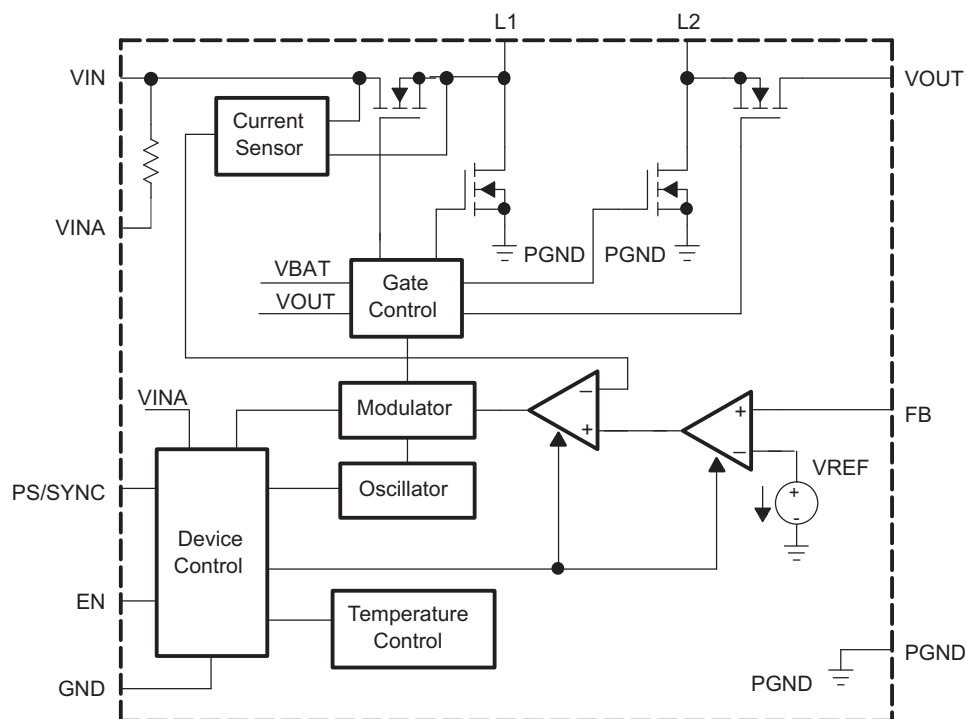 L1
L2
VIN
VOUT
Current
Sensor
VINA
PGND
PGND
VBAT
VOUT
Gate
Control
VINA
Modulator
−
+
+
−
FB
VREF
+
-
PS/SYNC
Oscillator
Device
Control
EN
Temperature
Control
PGND
PGND
GND